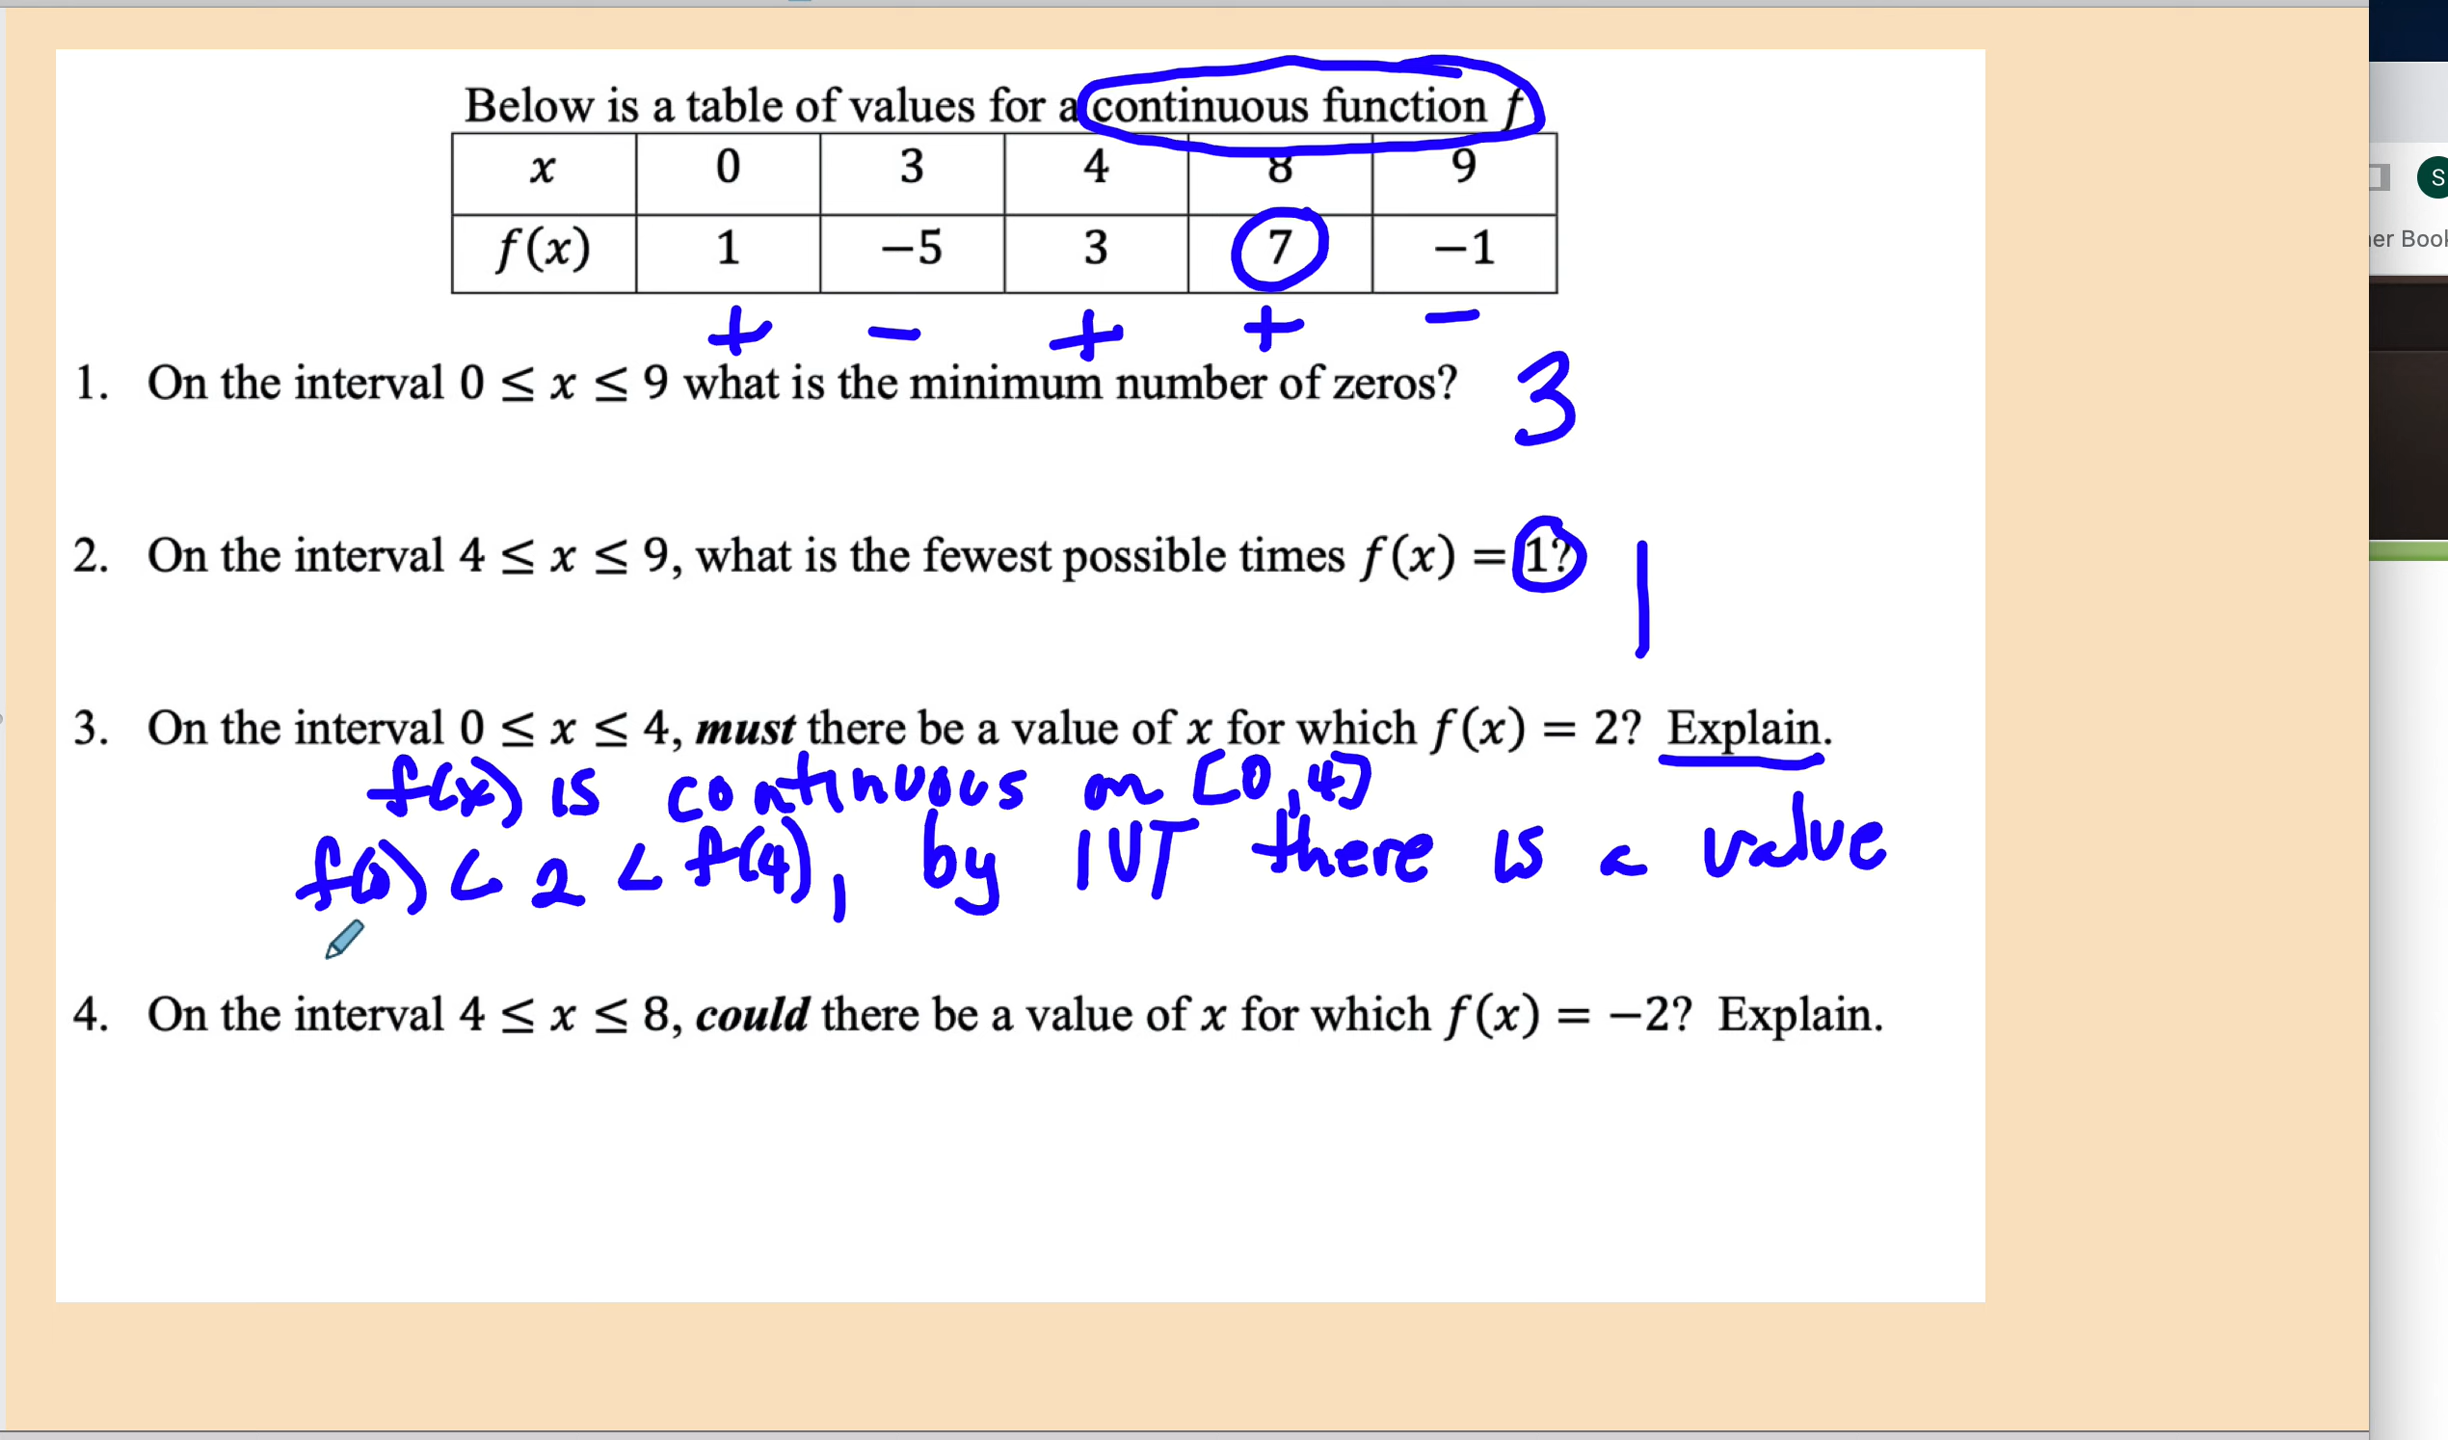 Below is a table of values for a continuous function f
x 0 3 4 8 9
f(x) 1 −5 3 7 −1
+ − + + −
1. On the interval 0 ≤ x ≤ 9 what is the minimum number of zeros? 3
2. On the interval 4 ≤ x ≤ 9, what is the fewest possible times f(x) = 1? 1
3. On the interval 0 ≤ x ≤ 4, must there be a value of x for which f(x) = 2? Explain.
f(x) is continuous on [0,4]
f(0) < 2 < f(4), by IVT there is a value
4. On the interval 4 ≤ x ≤ 8, could there be a value of x for which f(x) = −2? Explain.
S
er Book